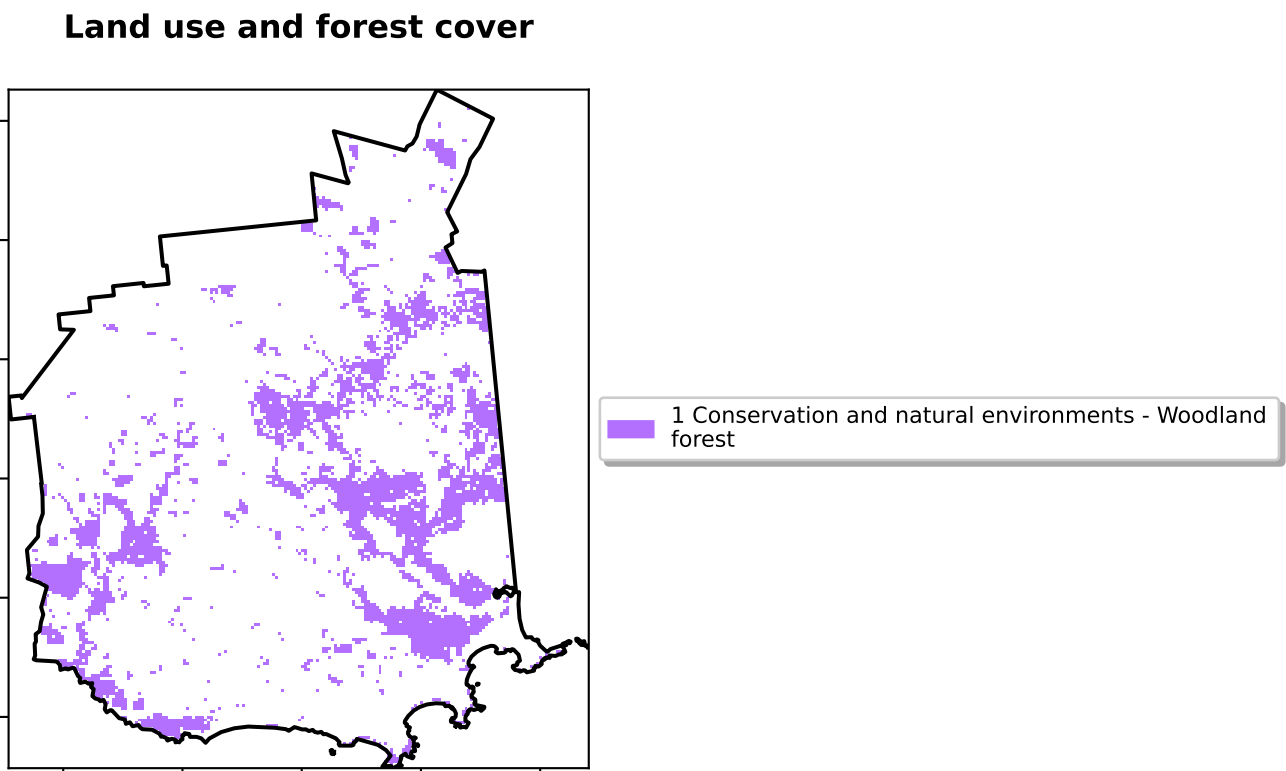 Land use and forest cover
1 Conservation and natural environments - Woodland
forest